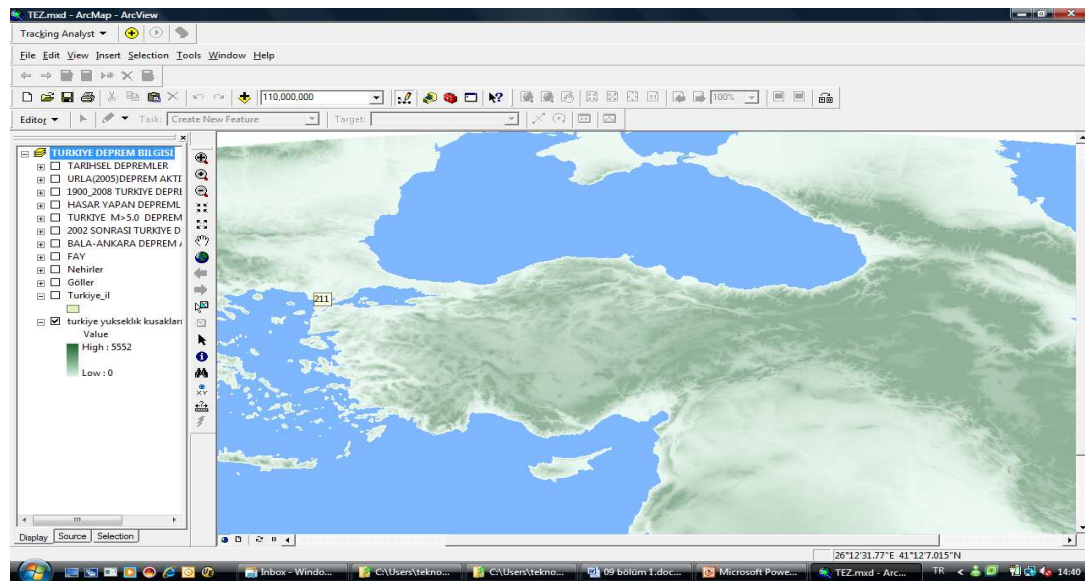 TEZ.mxd - ArcMap - ArcView
Tracking Analyst
File Edit View Insert Selection Tools Window Help
110,000,000
100%
Editor Task: Create New Feature Target:
TURKIYE DEPREM BILGISI
TARIHSEL DEPREMLER
URLA(2005)DEPREM AKTI
1900_2008 TURKIYE DEPRE
HASAR YAPAN DEPREML
TURKIYE M>5.0 DEPREM
2002 SONRASI TURKIYE D
BALA-ANKARA DEPREM
FAY
Nehirler
Göller
Turkiye_il
turkiye yukseklık kusakları
Value
High : 5552
Low : 0
XY
211
Display Source Selection
26°12'31.77"E 41°12'7.015"N
Inbox - Windo... C:\Users\tekno... C:\Users\tekno... 09 bölüm 1.doc... Microsoft Powe... TEZ.mxd - Arc... TR 14:40